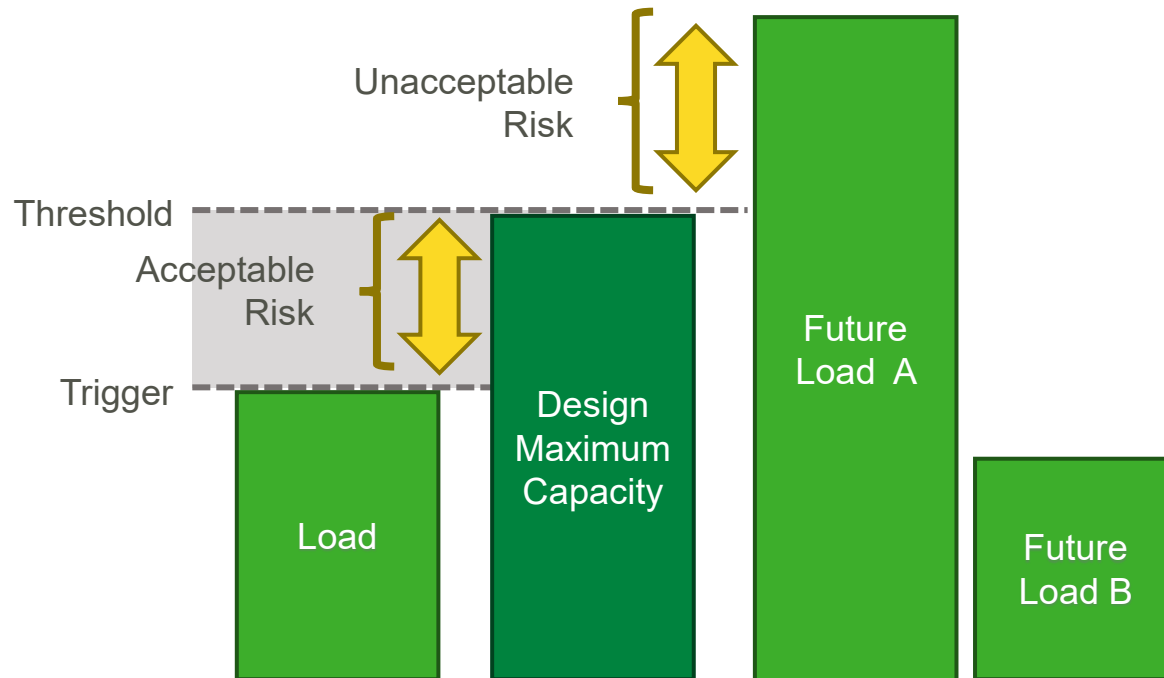 Unacceptable
Risk
Threshold
Acceptable
Risk
Trigger
Load
Design
Maximum
Capacity
Future
Load A
Future
Load B